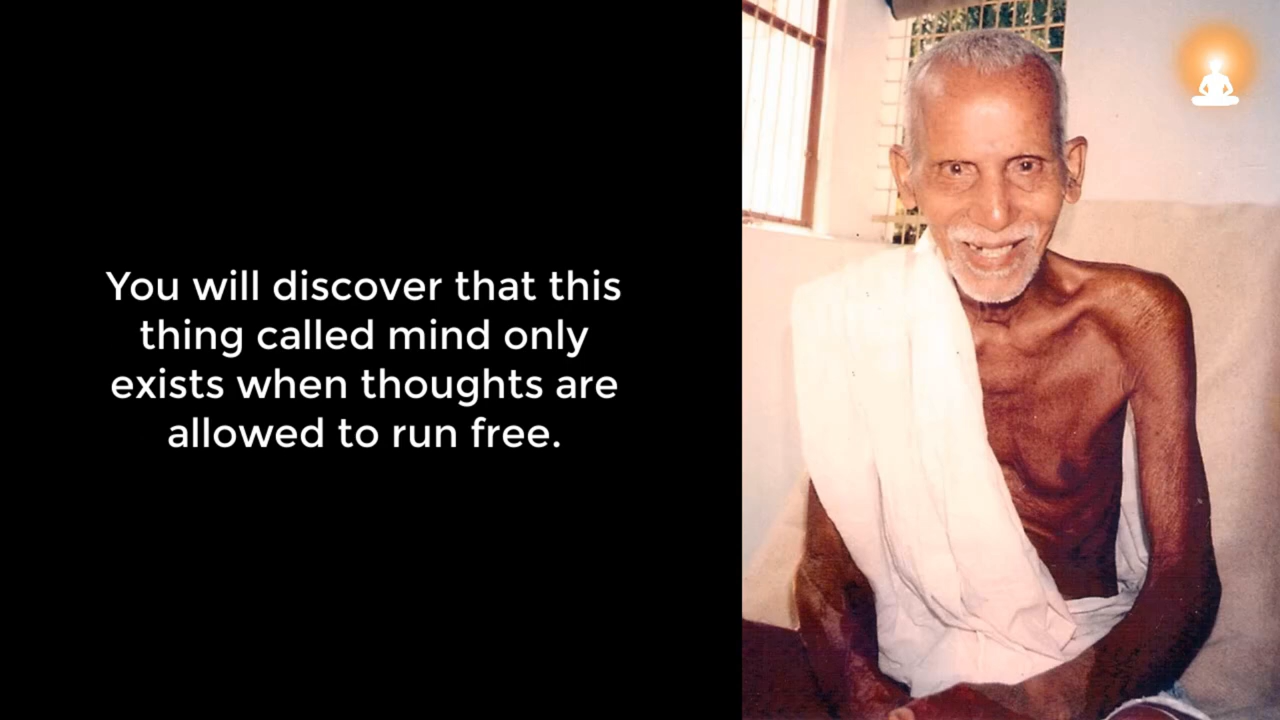 You will discover that this
thing called mind only
exists when thoughts are
allowed to run free.